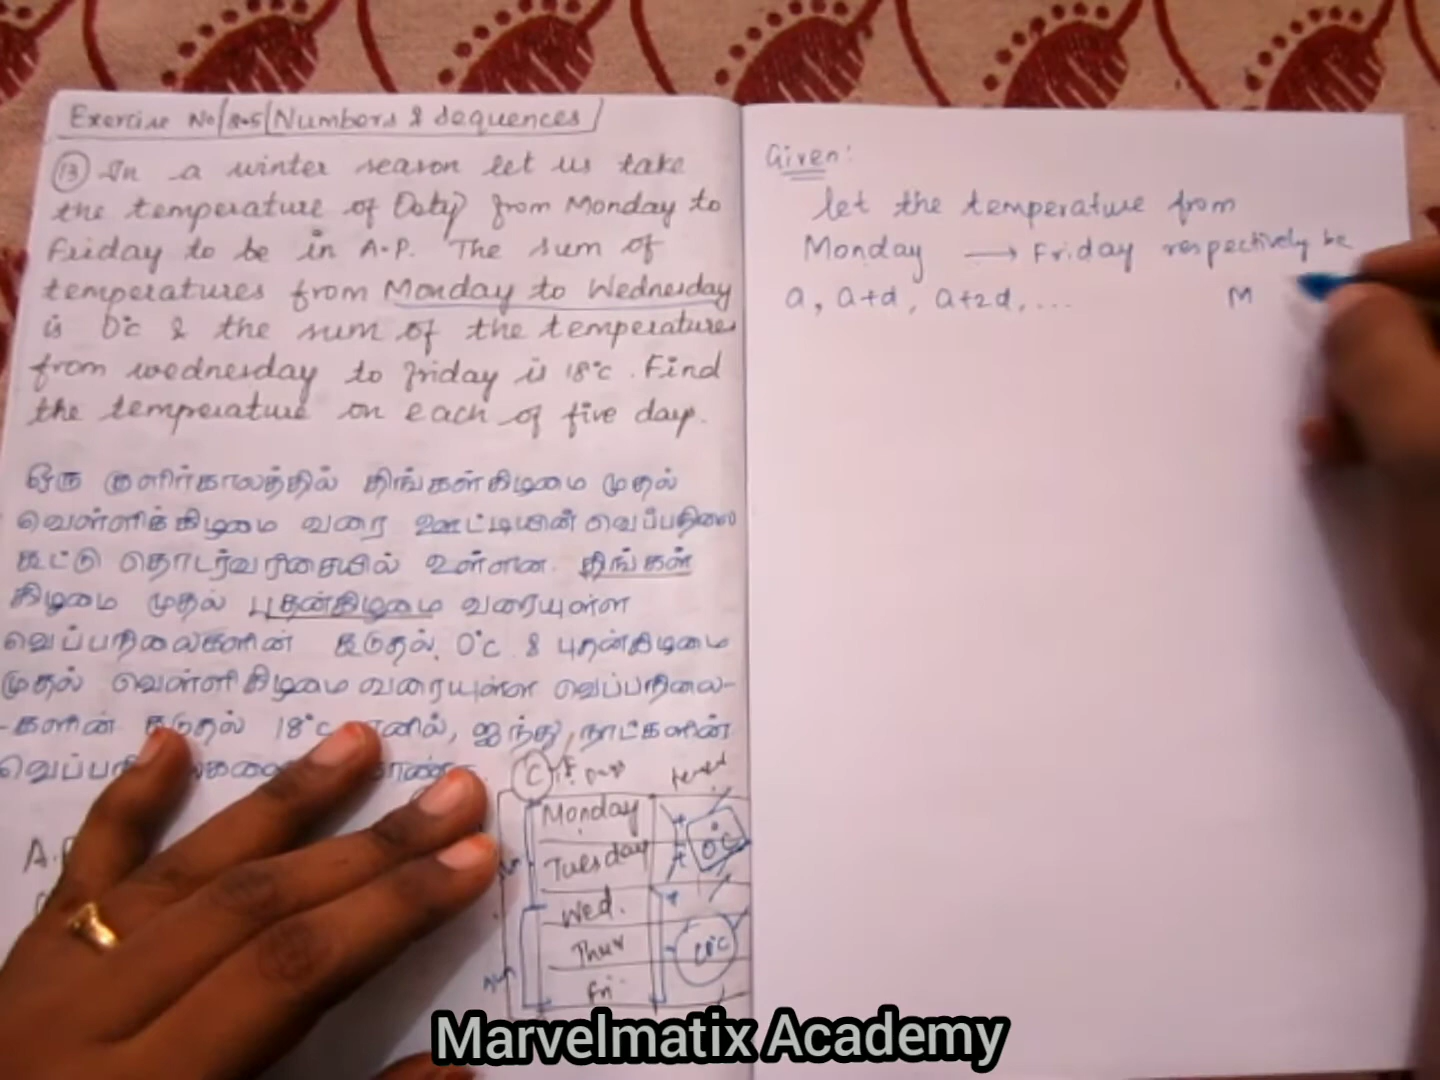 Exercise No 2.5 Numbers & Sequences
13 In a winter season let us take
the temperature of Ooty from Monday to
Friday to be in A.P. The sum of
temperatures from Monday to Wednesday
is 0°C & the sum of the temperatures
from wednesday to friday is 18°C. Find
the temperature on each of five days.
ஒரு குளிர்காலத்தில் திங்கள்கிழமை முதல்
வெள்ளிக்கிழமை வரை ஊட்டியின் வெப்பநிலை
கூட்டு தொடர்வரிசையில் உள்ளன. திங்கள்
கிழமை முதல் புதன்கிழமை வரையுள்ள
வெப்பநிலைகளின் கூடுதல் 0°C & புதன்கிழமை
முதல் வெள்ளிகிழமை வரையுள்ள வெப்பநிலை-
-களின் கூடுதல் 18°C எனில், ஐந்து நாட்களின்
C Days
Monday
0°C
Tuesday
Wed.
Thur
Fri
Given:
let the temperature from
Monday → Friday respectively be
a, a+d, a+2d, ....
M
Marvelmatix Academy